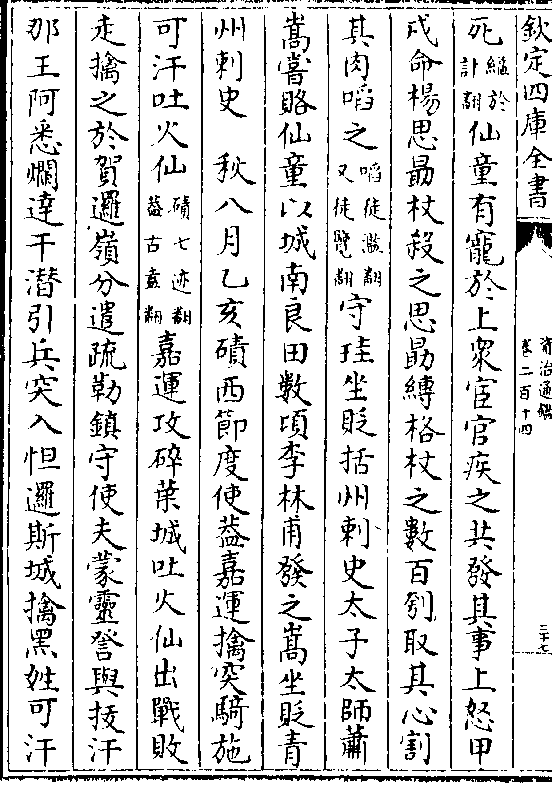 欽定四庫全書
資治通鑑
卷二百十四
三十七
死縊於計翻仙童有寵於上衆宦官疾之共發其事上怒甲
戌命楊思勗杖殺之思勗縛格杖之數百刳取其心割
其肉㗖之㗖徒濫翻又徒覽翻守珪坐貶括州刺史太子太師蕭
嵩嘗賂仙童以城南良田數頃李林甫發之嵩坐貶青
州刺史 秋八月乙亥磧西節度使葢嘉運擒突騎施
可汗吐火仙磧七迹翻葢古盍翻嘉運攻碎葉城吐火仙出戰敗
走擒之於賀邏嶺分遣疏勒鎮守使夫蒙靈詧與拔汗
那王阿悉爛達干潛引兵突入怛邏斯城擒黑姓可汗